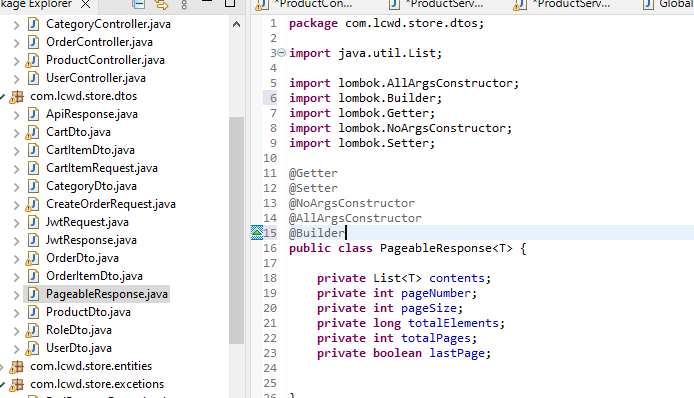 kage Explorer
CategoryController.java
OrderController.java
ProductController.java
UserController.java
com.lcwd.store.dtos
ApiResponse.java
CartDto.java
CartItemDto.java
CartItemRequest.java
CategoryDto.java
CreateOrderRequest.java
JwtRequest.java
JwtResponse.java
OrderDto.java
OrderItemDto.java
PageableResponse.java
ProductDto.java
RoleDto.java
UserDto.java
com.lcwd.store.entities
com.lcwd.store.excetions
*ProductCon...
*ProductServ...
*ProductServ...
Global
1 package com.lcwd.store.dtos;
2
3 import java.util.List;
4
5 import lombok.AllArgsConstructor;
6 import lombok.Builder;
7 import lombok.Getter;
8 import lombok.NoArgsConstructor;
9 import lombok.Setter;
10
11 @Getter
12 @Setter
13 @NoArgsConstructor
14 @AllArgsConstructor
15 @Builder
16 public class PageableResponse<T> {
17
18 private List<T> contents;
19 private int pageNumber;
20 private int pageSize;
21 private long totalElements;
22 private int totalPages;
23 private boolean lastPage;
24
25